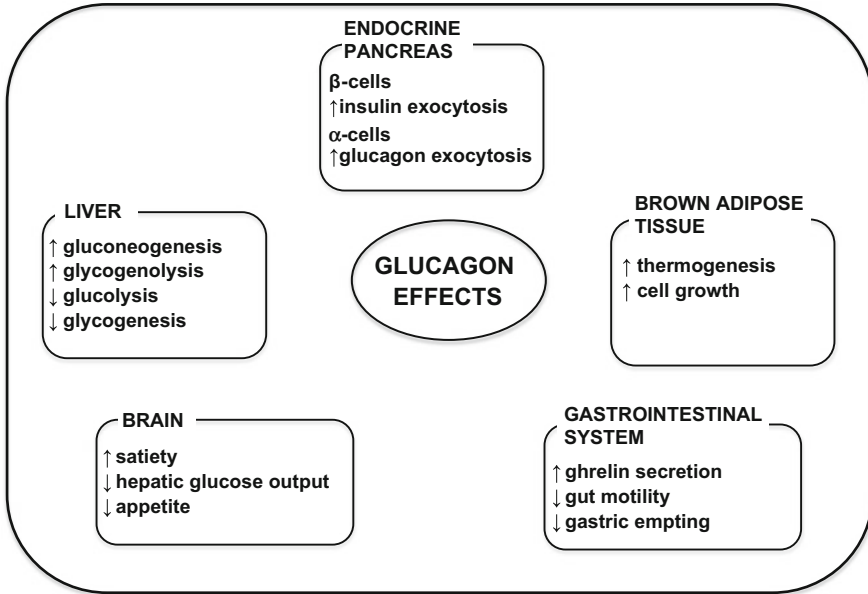 ENDOCRINE
PANCREAS
β-cells
↑insulin exocytosis
α-cells
↑glucagon exocytosis
LIVER
↑ gluconeogenesis
↑ glycogenolysis
↓ glucolysis
↓ glycogenesis
GLUCAGON
EFFECTS
BROWN ADIPOSE
TISSUE
↑ thermogenesis
↑ cell growth
BRAIN
↑ satiety
↓ hepatic glucose output
↓ appetite
GASTROINTESTINAL
SYSTEM
↑ ghrelin secretion
↓ gut motility
↓ gastric empting